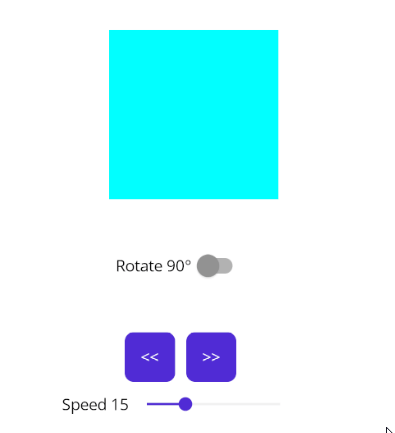 Rotate 90°
<< >>
Speed 15